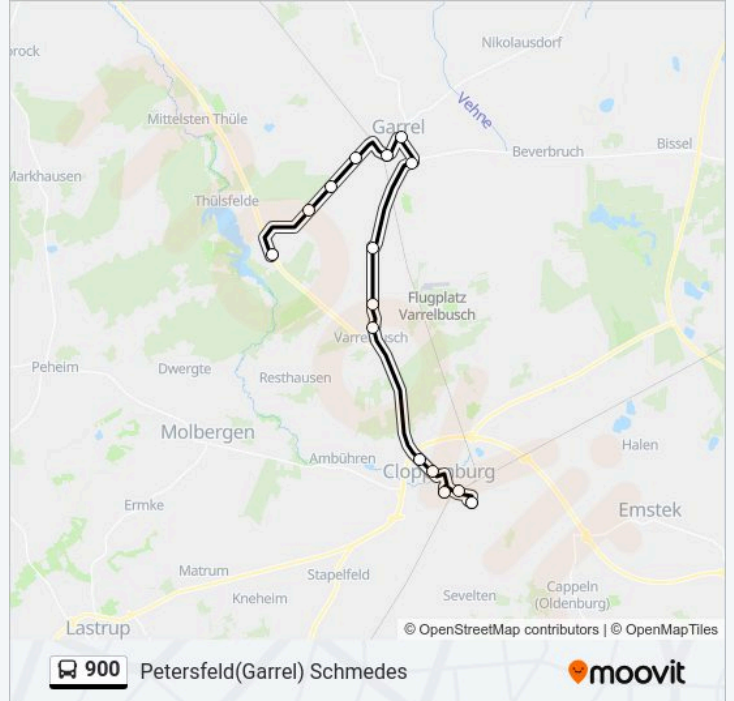 brock
Nikolausdorf
Vehne
Mittelsten Thüle
Garrel
Bissel
Beverbruch
Markhausen
Thülsfelde
Flugplatz
Varrelbusch
Varrelbusch
Peheim
Dwergte
Resthausen
Molbergen
Halen
Ambühren
Cloppenburg
Ermke
Emstek
Matrum
Stapelfeld
Kneheim
Sevelten
Cappeln
(Oldenburg)
Lastrup
© OpenStreetMap contributors | © OpenMapTiles
900 Petersfeld(Garrel) Schmedes
moovit